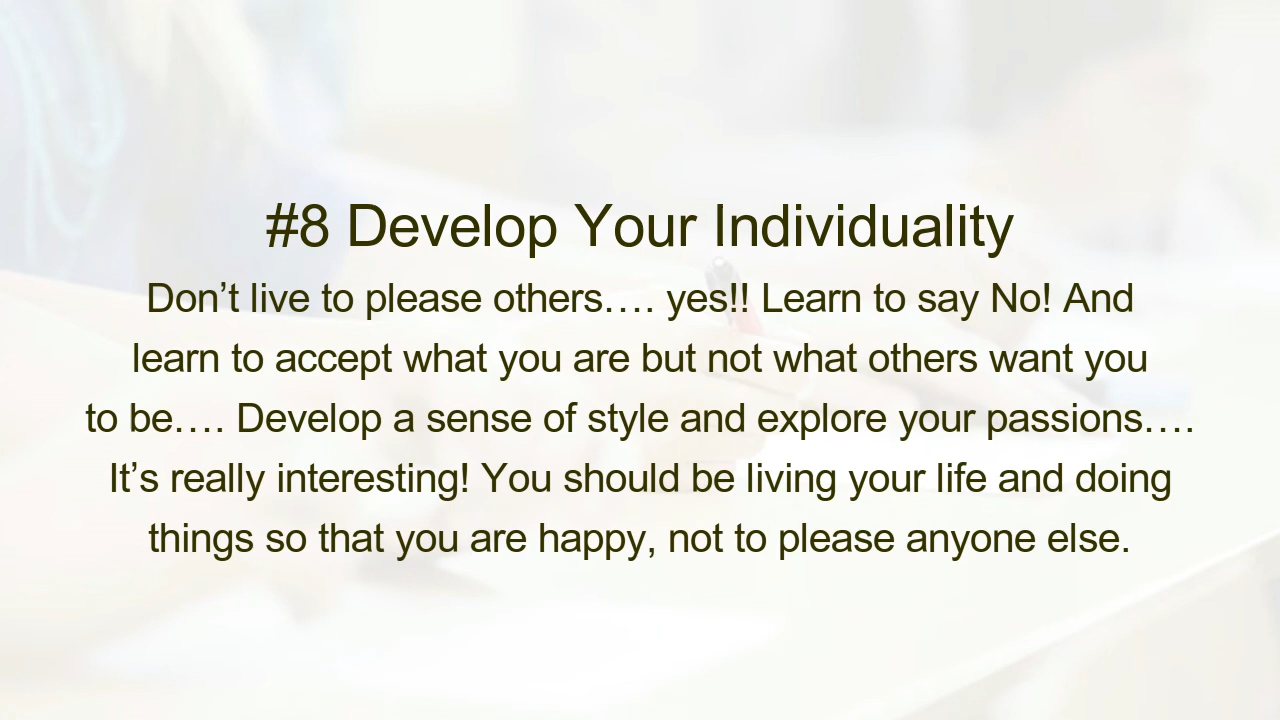 #8 Develop Your Individuality
Don’t live to please others…. yes!! Learn to say No! And
learn to accept what you are but not what others want you
to be…. Develop a sense of style and explore your passions….
It’s really interesting! You should be living your life and doing
things so that you are happy, not to please anyone else.